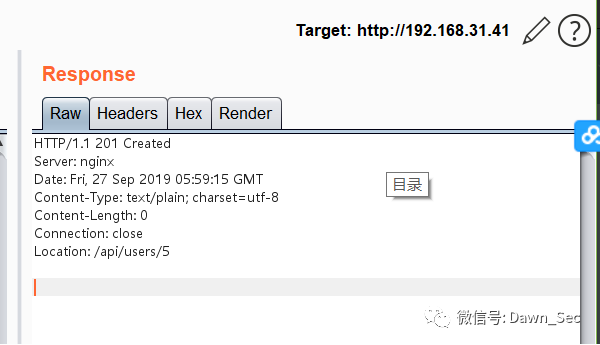 Target: http://192.168.31.41
Response
Raw Headers Hex Render
HTTP/1.1 201 Created
Server: nginx
Date: Fri, 27 Sep 2019 05:59:15 GMT
目录
Content-Type: text/plain; charset=utf-8
Content-Length: 0
Connection: close
Location: /api/users/5
微信号: Dawn_Sec